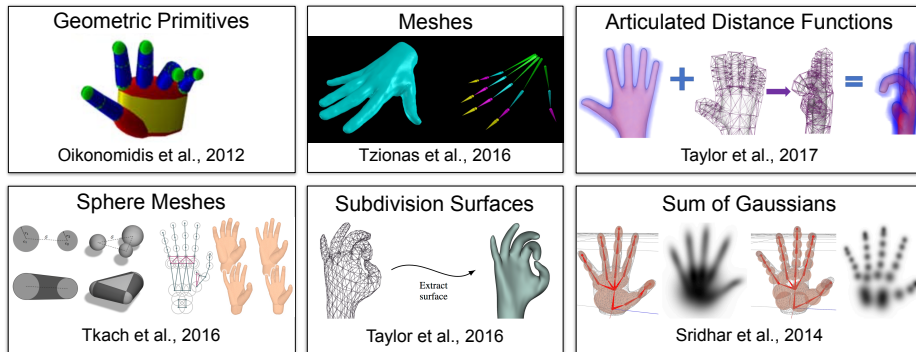 Geometric Primitives
Oikonomidis et al., 2012
Meshes
Tzionas et al., 2016
Articulated Distance Functions
+
=
Taylor et al., 2017
Sphere Meshes
Tkach et al., 2016
Subdivision Surfaces
Extract
surface
Taylor et al., 2016
Sum of Gaussians
Sridhar et al., 2014